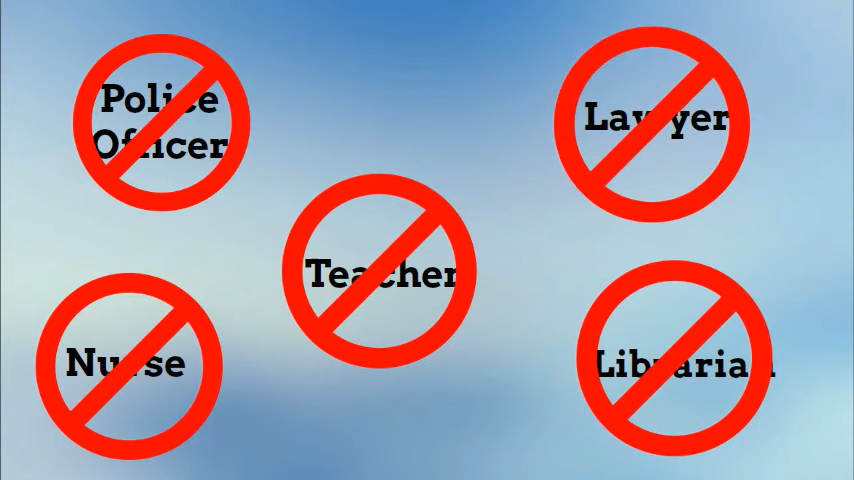 Police
Officer
Lawyer
Teacher
Nurse
Librarian